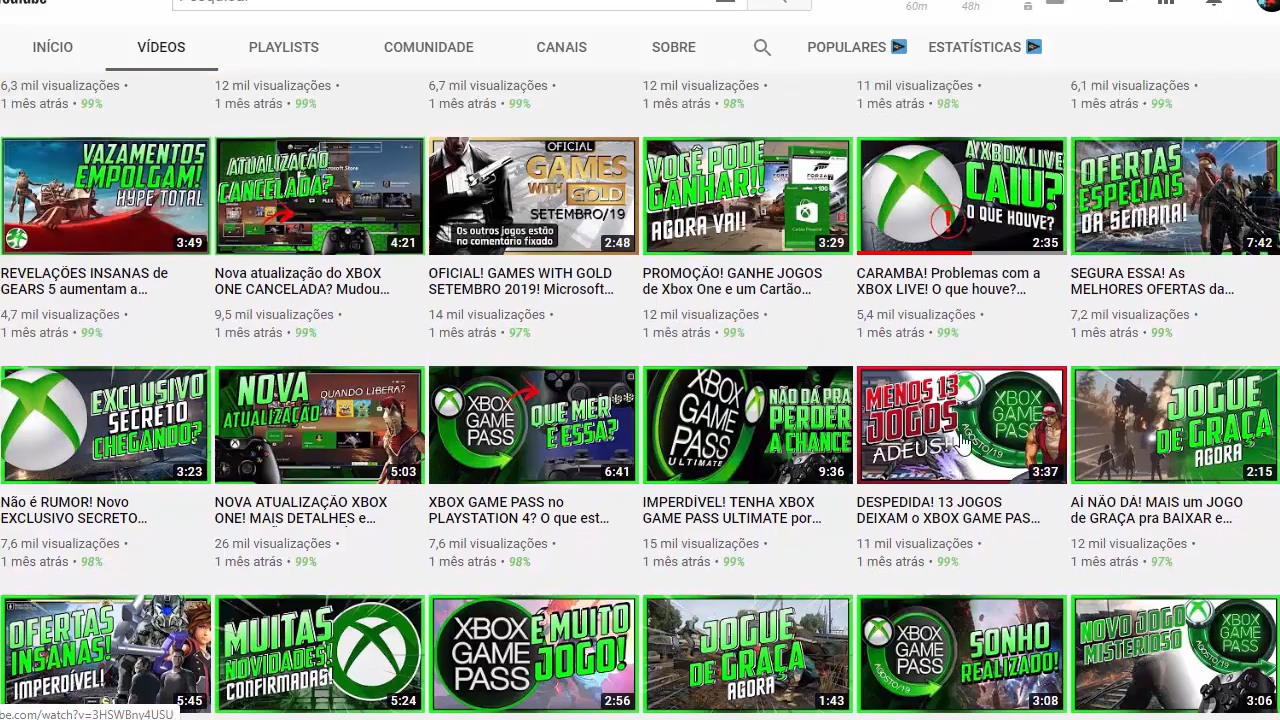 60m 48h
INÍCIO VÍDEOS PLAYLISTS COMUNIDADE CANAIS SOBRE POPULARES ESTATÍSTICAS
6,3 mil visualizações •
1 mês atrás • 99%
12 mil visualizações •
1 mês atrás • 99%
6,7 mil visualizações •
1 mês atrás • 99%
12 mil visualizações •
1 mês atrás • 98%
11 mil visualizações •
1 mês atrás • 98%
6,1 mil visualizações •
1 mês atrás • 99%
VAZAMENTOS
EMPOLGAM!
HYPE TOTAL
3:49
REVELAÇÕES INSANAS de
GEARS 5 aumentam a...
4,7 mil visualizações •
1 mês atrás • 99%
ATUALIZAÇÃO
CANCELADA?
4:21
Nova atualização do XBOX
ONE CANCELADA? Mudou...
9,5 mil visualizações •
1 mês atrás • 99%
OFICIAL
GAMES
WITH GOLD
SETEMBRO/19
Os outros jogos estão
no comentário fixado
2:48
OFICIAL! GAMES WITH GOLD
SETEMBRO 2019! Microsoft...
14 mil visualizações •
1 mês atrás • 97%
VOCÊ PODE
GANHAR!!
AGORA VAI!
3:29
PROMOÇÃO! GANHE JOGOS
de Xbox One e um Cartão...
12 mil visualizações •
1 mês atrás • 99%
A XBOX LIVE
CAIU?
O QUE HOUVE?
2:35
CARAMBA! Problemas com a
XBOX LIVE! O que houve?...
5,4 mil visualizações •
1 mês atrás • 99%
OFERTAS
ESPECIAIS
DA SEMANA!
7:42
SEGURA ESSA! As
MELHORES OFERTAS da...
7,2 mil visualizações •
1 mês atrás • 99%
EXCLUSIVO
SECRETO
CHEGANDO?
3:23
Não é RUMOR! Novo
EXCLUSIVO SECRETO...
7,6 mil visualizações •
1 mês atrás • 98%
NOVA
ATUALIZAÇÃO
QUANDO LIBERA?
5:03
NOVA ATUALIZAÇÃO XBOX
ONE! MAIS DETALHES e...
26 mil visualizações •
1 mês atrás • 99%
XBOX
GAME
PASS
QUE MER
É ESSA?
6:41
XBOX GAME PASS no
PLAYSTATION 4? O que est...
7,6 mil visualizações •
1 mês atrás • 98%
XBOX
GAME
PASS
ULTIMATE
NÃO DÁ PRA
PERDER
A CHANCE
9:36
IMPERDÍVEL! TENHA XBOX
GAME PASS ULTIMATE por...
15 mil visualizações •
1 mês atrás • 99%
MENOS 13
JOGOS
ADEUS!
XBOX
GAME PASS
AGOSTO/19
3:37
DESPEDIDA! 13 JOGOS
DEIXAM o XBOX GAME PAS...
11 mil visualizações •
1 mês atrás • 99%
JOGUE
DE GRAÇA
AGORA
2:15
AÍ NÃO DÁ! MAIS um JOGO
de GRAÇA pra BAIXAR e...
12 mil visualizações •
1 mês atrás • 97%
OFERTAS
INSANAS!
IMPERDÍVEL!
5:45
MUITAS
NOVIDADES!
CONFIRMADAS!
5:24
XBOX
GAME
PASS
É MUITO
JOGO!
2:56
JOGUE
DE GRAÇA
AGORA
1:43
XBOX
GAME
PASS
AGOSTO/19
SONHO
REALIZADO!
3:08
NOVO JOGO
MISTERIOSO
XBOX
GAME PASS
AGOSTO/19
3:06
be.com/watch?v=3HSWBny4USU